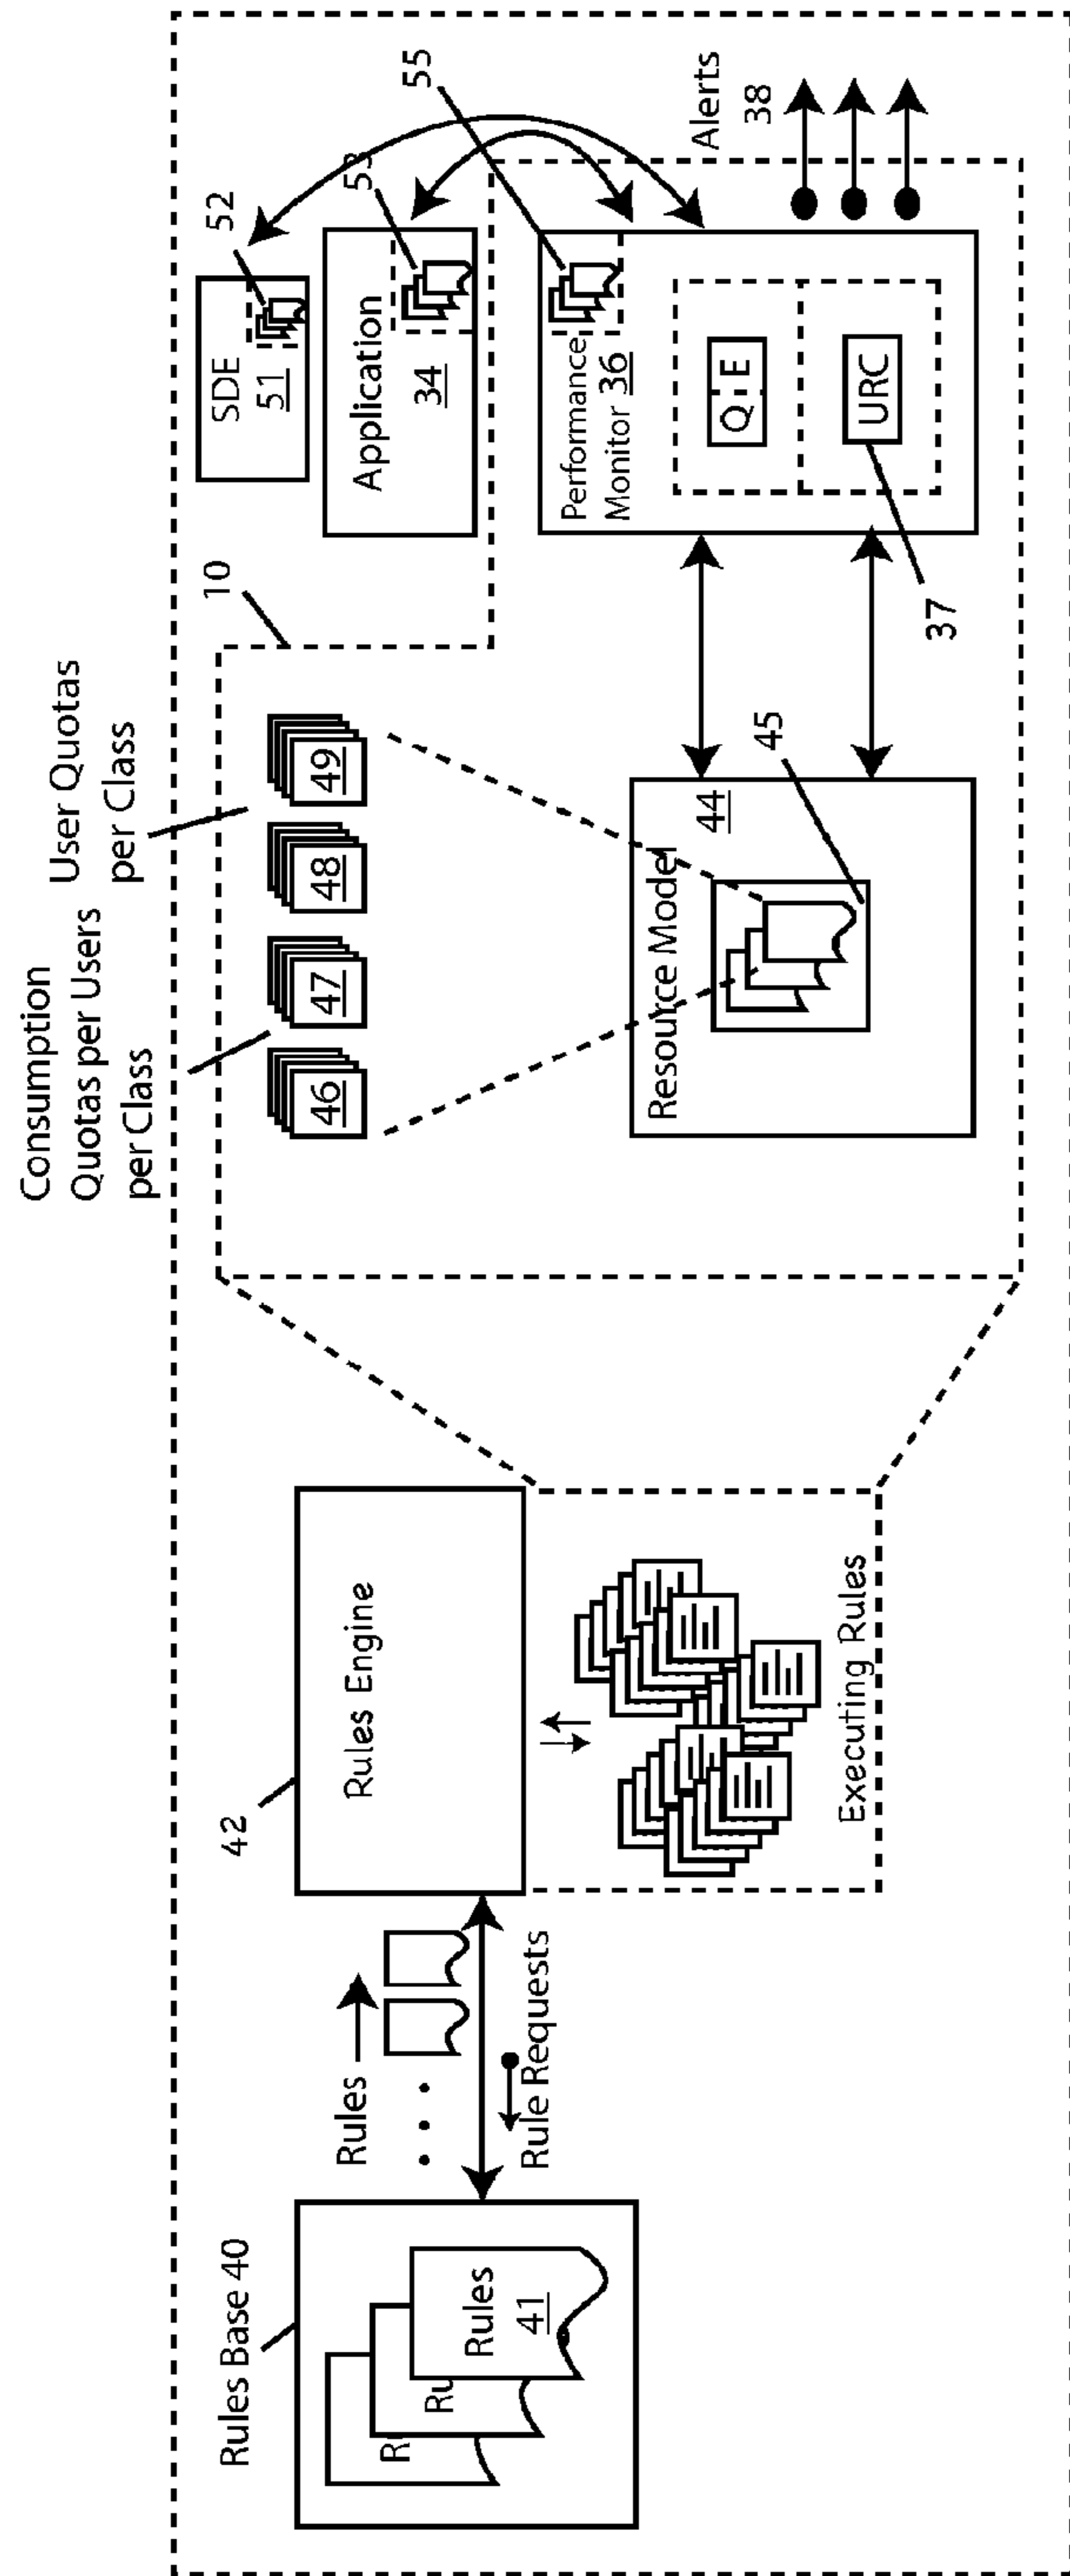 Rules Base 40
Rules
41
Ru
R
Rules
Rule Requests
42
Rules Engine
Executing Rules
Consumption
Quotas per Users
per Class
User Quotas
per Class
10
46
47
48
49
Resource Model
44
45
SDE
51
52
Application
34
53
55
Performance
Monitor 36
Q E
URC
37
Alerts
38